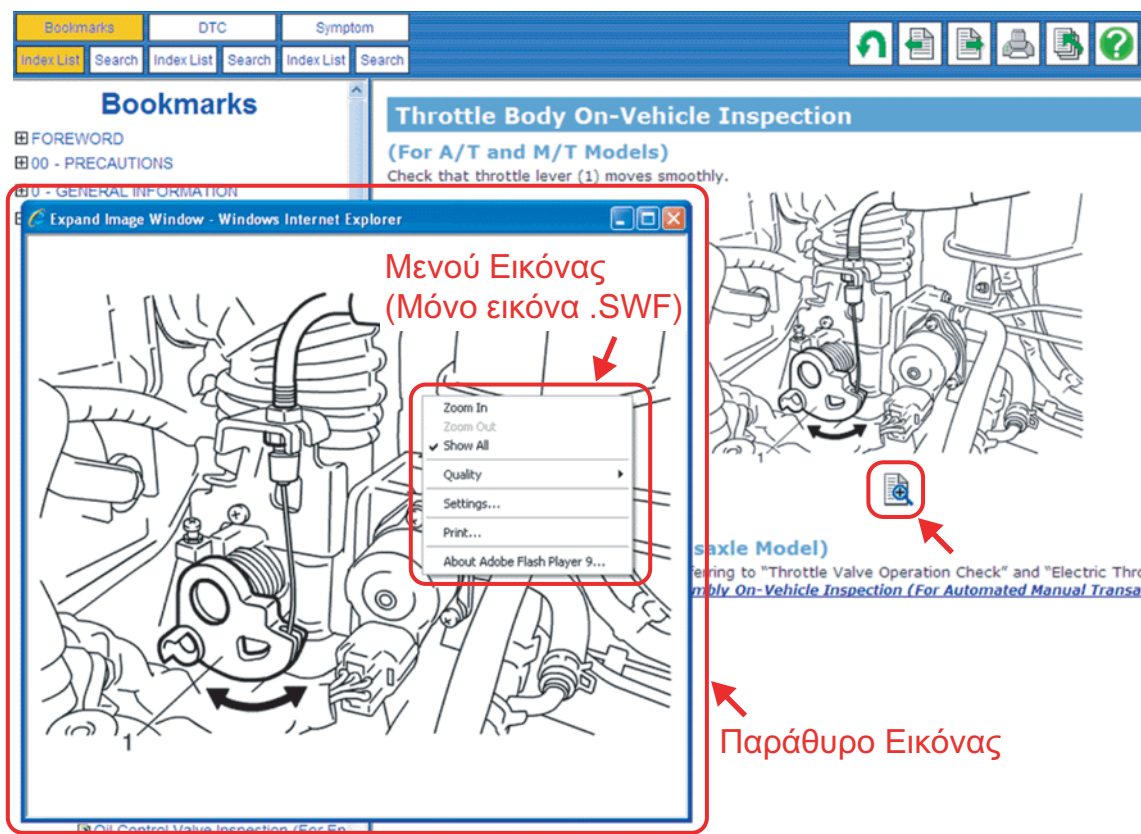 Bookmarks DTC Symptom
Index List Search Index List Search Index List Search
Bookmarks
FOREWORD
00 - PRECAUTIONS
0 - GENERAL INFORMATION
Throttle Body On-Vehicle Inspection
(For A/T and M/T Models)
Check that throttle lever (1) moves smoothly.
Expand Image Window - Windows Internet Explorer
Μενού Εικόνας
(Μόνο εικόνα .SWF)
Zoom In
Zoom Out
Show All
Quality
Settings...
Print...
About Adobe Flash Player 9...
1
1
saxle Model)
ferring to "Throttle Valve Operation Check" and "Electric Thro
mbly On-Vehicle Inspection (For Automated Manual Transa
Παράθυρο Εικόνας
Oil Control Valve Inspection (For En